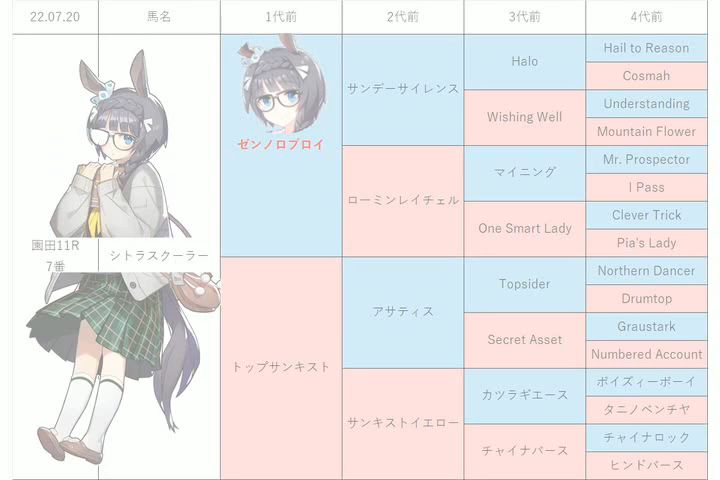 22.07.20
馬名
1代前
2代前
3代前
4代前
園田11R
7番
シトラスクーラー
ゼンノロブロイ
トップサンキスト
サンデーサイレンス
ローミンレイチェル
アサティス
サンキストイエロー
Halo
Wishing Well
マイニング
One Smart Lady
Topsider
Secret Asset
カツラギエース
チャイナバース
Hail to Reason
Cosmah
Understanding
Mountain Flower
Mr. Prospector
I Pass
Clever Trick
Pia's Lady
Northern Dancer
Drumtop
Graustark
Numbered Account
ボイズィーボーイ
タニノベンチヤ
チャイナロック
ヒンドバース